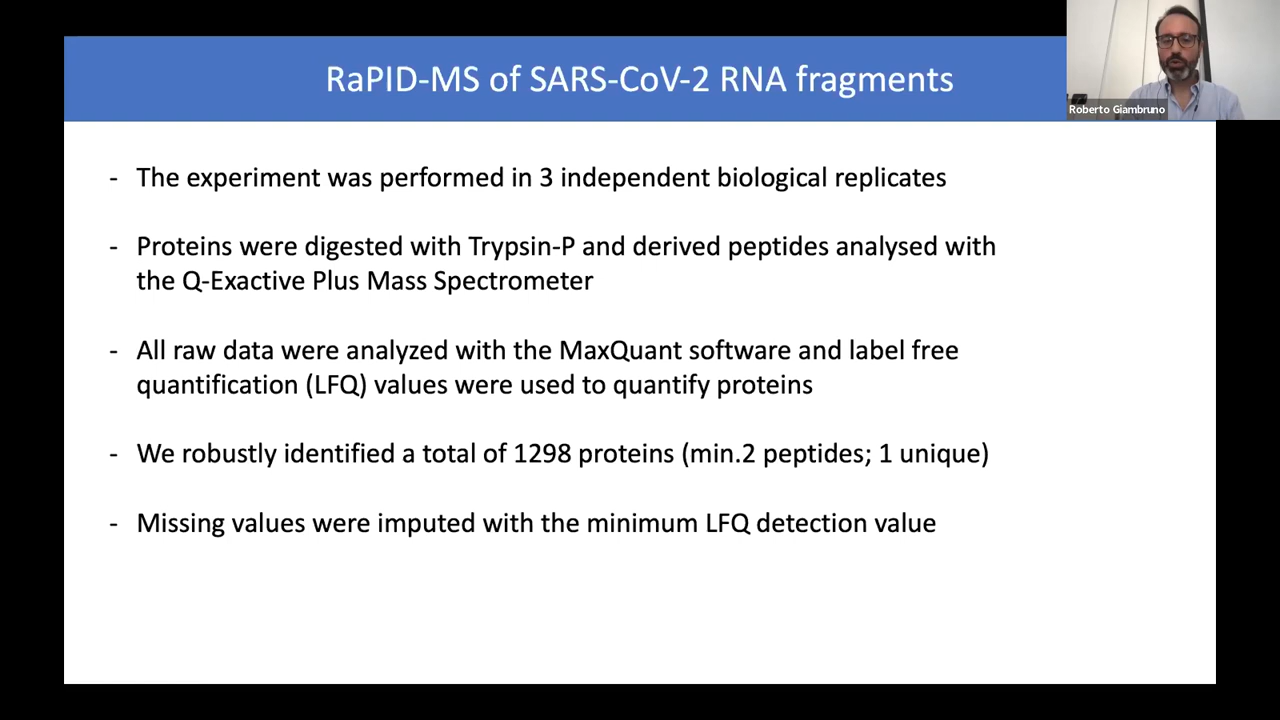 RaPID-MS of SARS-CoV-2 RNA fragments
Roberto Giambruno
- The experiment was performed in 3 independent biological replicates
- Proteins were digested with Trypsin-P and derived peptides analysed with
the Q-Exactive Plus Mass Spectrometer
- All raw data were analyzed with the MaxQuant software and label free
quantification (LFQ) values were used to quantify proteins
- We robustly identified a total of 1298 proteins (min.2 peptides; 1 unique)
- Missing values were imputed with the minimum LFQ detection value